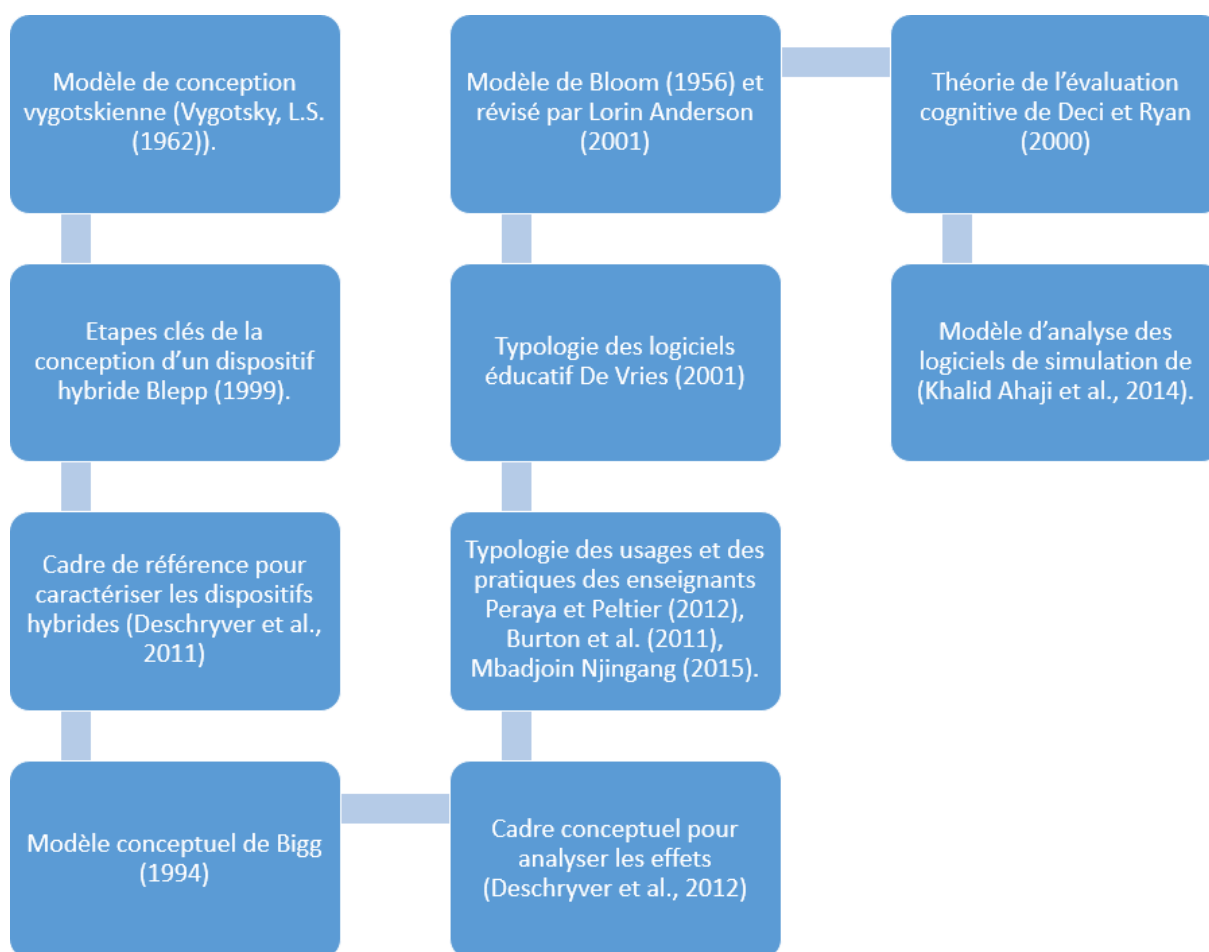 Modèle de conception
vygotskienne (Vygotsky, L.S.
(1962)).
Etapes clés de la
conception d’un dispositif
hybride Blepp (1999).
Cadre de référence pour
caractériser les dispositifs
hybrides (Deschryver et al.,
2011)
Modèle conceptuel de Bigg
(1994)
Cadre conceptuel pour
analyser les effets
(Deschryver et al., 2012)
Typologie des usages et des
pratiques des enseignants
Peraya et Peltier (2012),
Burton et al. (2011),
Mbadjoin Njingang (2015).
Typologie des logiciels
éducatif De Vries (2001)
Modèle de Bloom (1956) et
révisé par Lorin Anderson
(2001)
Théorie de l’évaluation
cognitive de Deci et Ryan
(2000)
Modèle d’analyse des
logiciels de simulation de
(Khalid Ahaji et al., 2014).